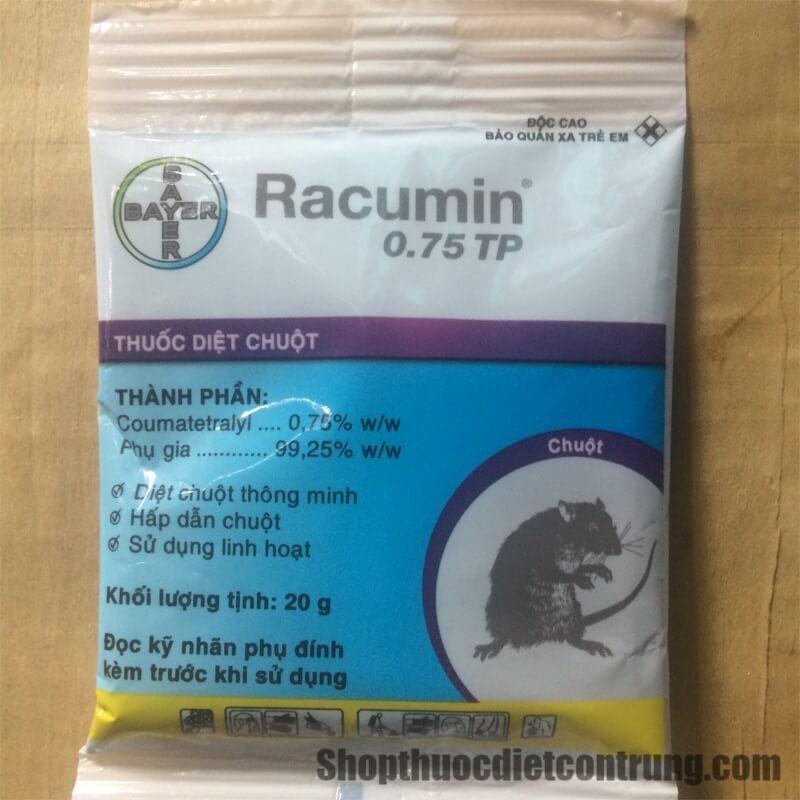 ĐỘC CAO
BẢO QUẢN XA TRẺ EM
BAYER
BAYER
Racumin®
0.75 TP
THUỐC DIỆT CHUỘT
THÀNH PHẦN:
Coumatetralyl .... 0,75% w/w
Phụ gia ............ 99,25% w/w
Chuột
Diệt chuột thông minh
Hấp dẫn chuột
Sử dụng linh hoạt
Khối lượng tịnh: 20 g
Đọc kỹ nhãn phụ đính
kèm trước khi sử dụng
Shopthuocdietcontrung.com